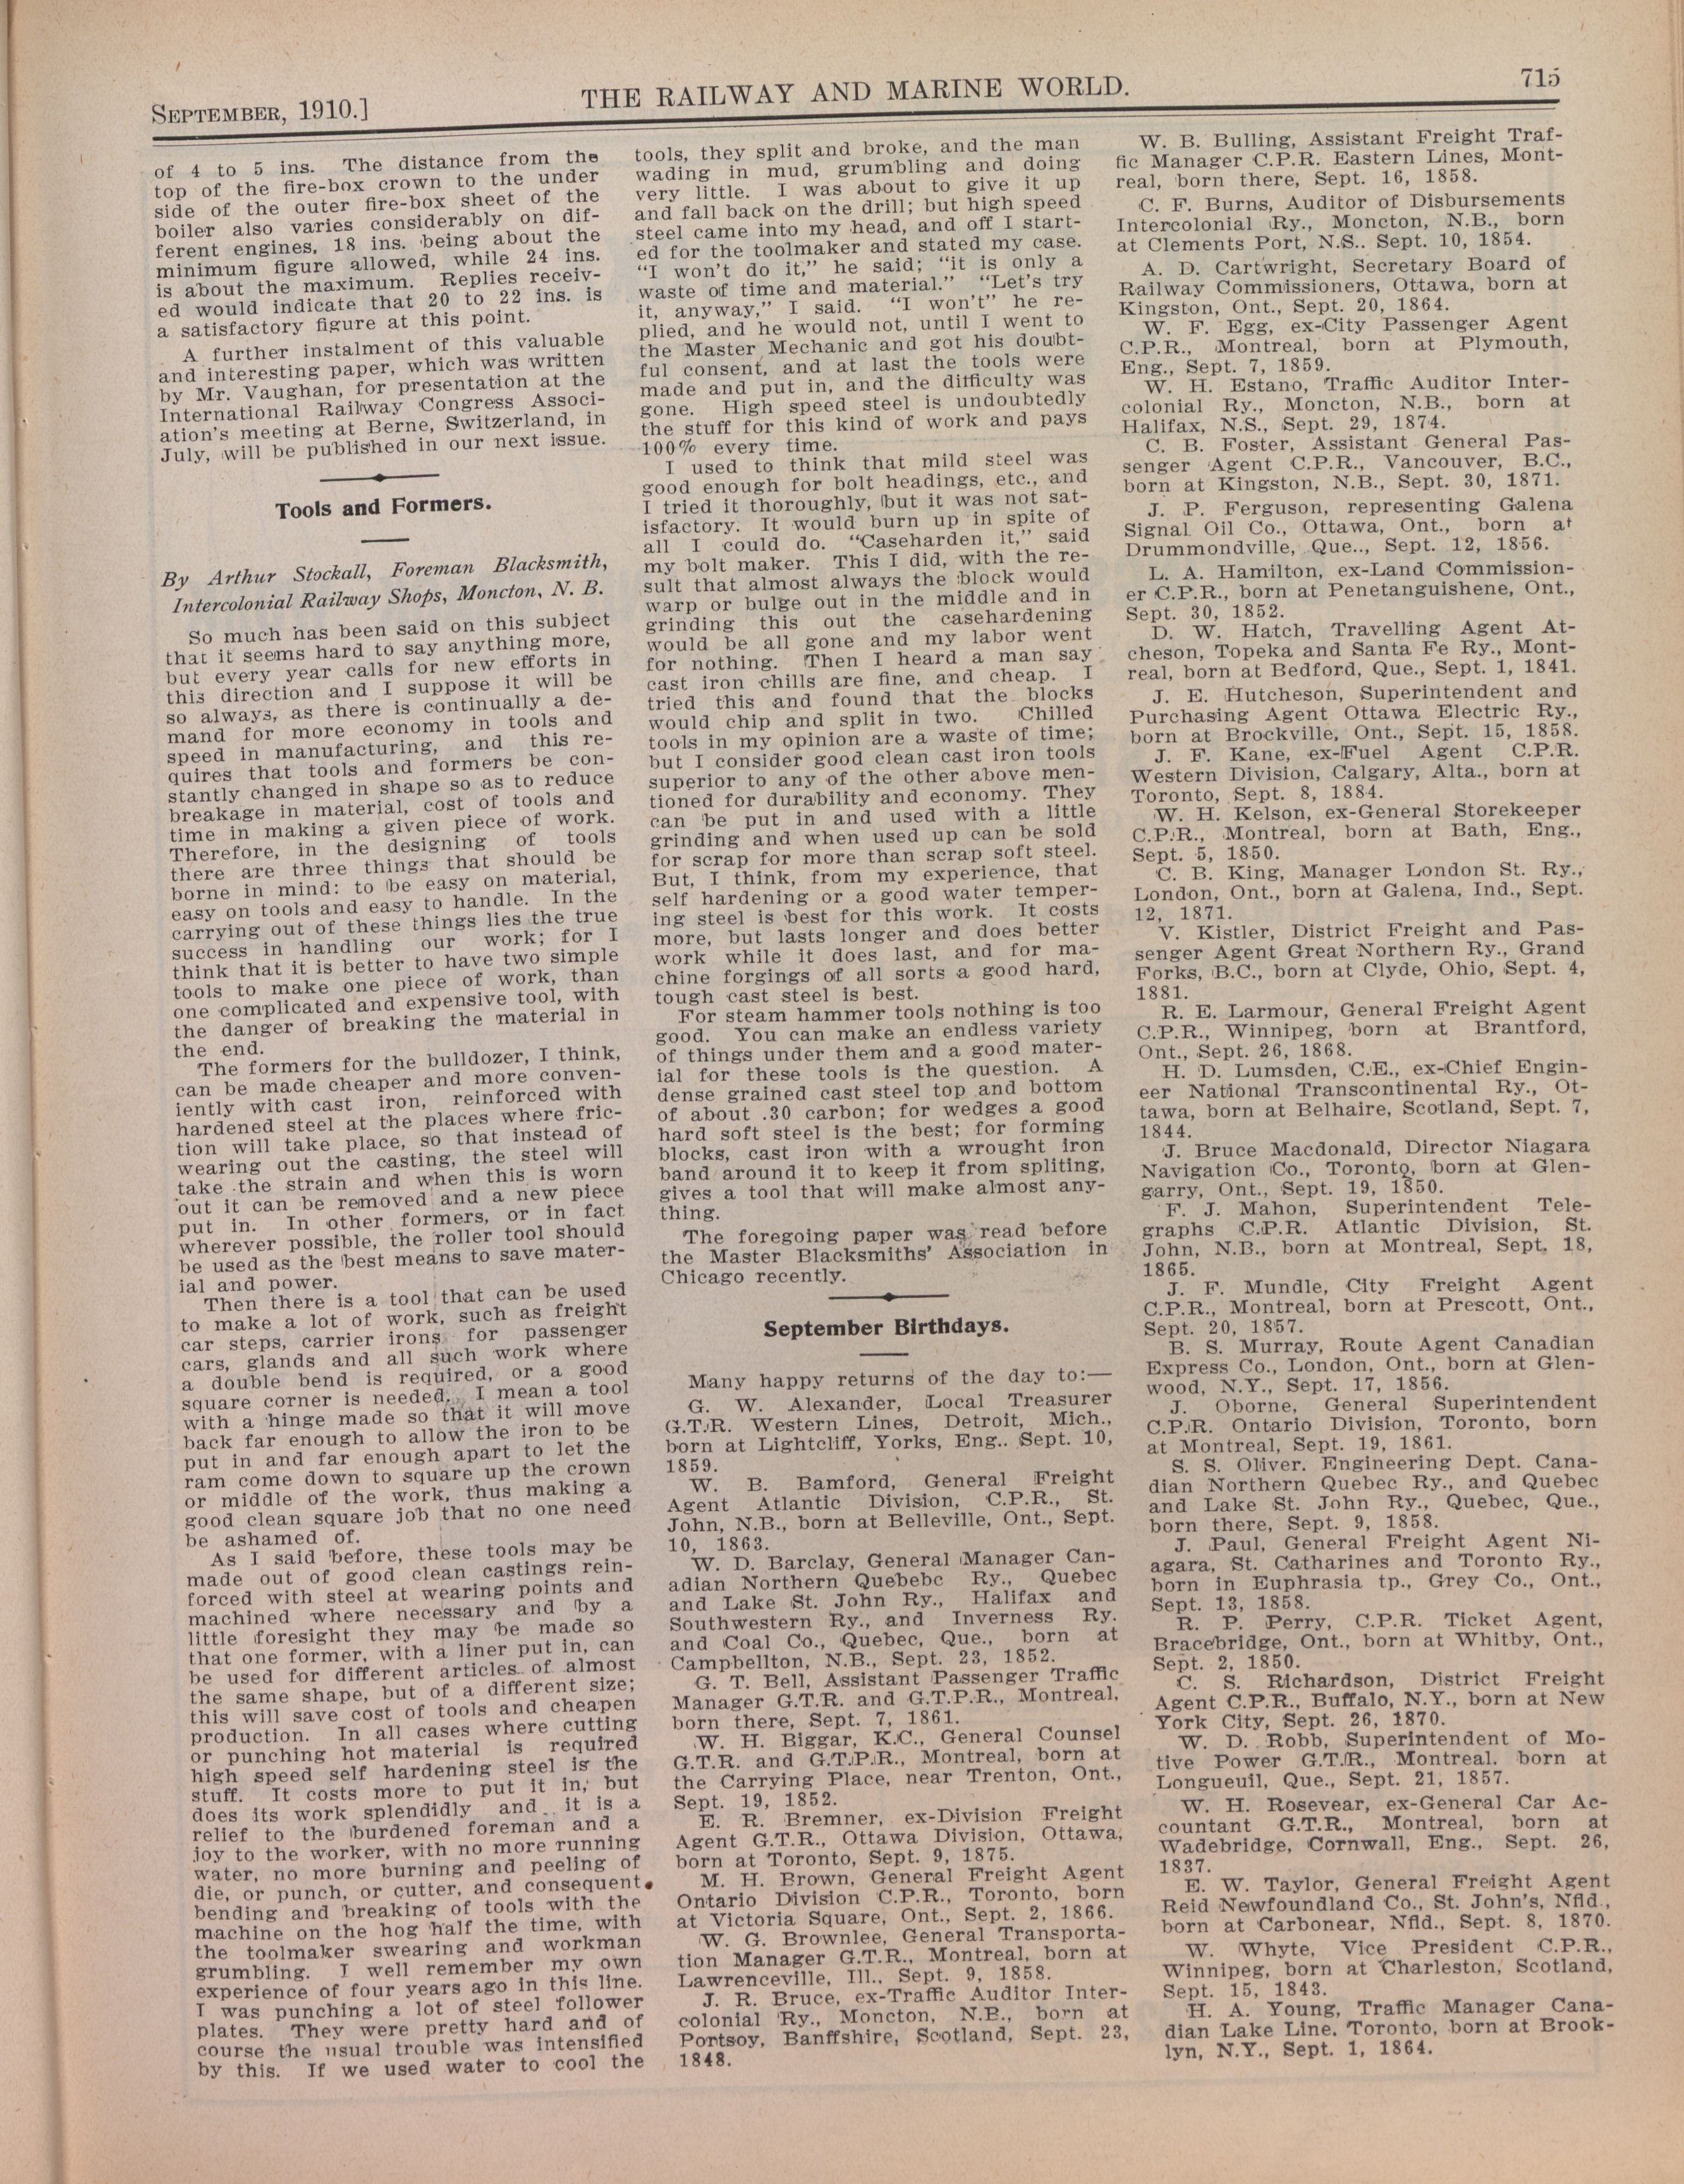 SEPTEMBER, 1910.]
THE RAILWAY AND MARINE WORLD.
715
of 4 to 5 ins. The distance from the
top of the fire-box crown to the under
side of the outer fire-box sheet of the
boiler also varies considerably on dif-
ferent engines, 18 ins. being about the
minimum figure allowed, while 24 ins.
is about the maximum. Replies receiv-
ed would indicate that 20 to 22 ins. is
a satisfactory figure at this point.
A further instalment of this valuable
and interesting paper, which was written
by Mr. Vaughan, for presentation at the
International Railway Congress Associ-
ation's meeting at Berne, Switzerland, in
July, will be published in our next issue.
Tools and Formers.
By Arthur Stockall, Foreman Blacksmith,
Intercolonial Railway Shops, Moncton, N. B.
So much has been said on this subject
that it seems hard to say anything more,
but every year calls for new efforts in
this direction and I suppose it will be
so always, as there is continually a de-
mand for more economy in tools and
speed in manufacturing, and this re-
quires that tools and formers be con-
stantly changed in shape so as to reduce
breakage in material, cost of tools and
time in making a given piece of work.
Therefore, in the designing of tools
there are three things that should be
borne in mind: to be easy on material,
easy on tools and easy to handle. In the
carrying out of these things lies the true
success in handling our work; for I
think that it is better to have two simple
tools to make one piece of work, than
one complicated and expensive tool, with
the danger of breaking the material in
the end.
The formers for the bulldozer, I think,
can be made cheaper and more conven-
iently with cast iron, reinforced with
hardened steel at the places where fric-
tion will take place, so that instead of
wearing out the casting, the steel will
take the strain and when this is worn
out it can be removed and a new piece
put in. In other formers, or in fact
wherever possible, the roller tool should
be used as the best means to save mater-
ial and power.
Then there is a tool that can be used
to make a lot of work, such as freight
car steps, carrier irons for passenger
cars, glands and all such work where
a double bend is required, or a good
square corner is needed. I mean a tool
with a hinge made so that it will move
back far enough to allow the iron to be
put in and far enough apart to let the
ram come down to square up the crown
or middle of the work, thus making a
good clean square job that no one need
be ashamed of.
As I said before, these tools may be
made out of good clean castings rein-
forced with steel at wearing points and
machined where necessary and by a
little foresight they may be made so
that one former, with a liner put in, can
be used for different articles of almost
the same shape, but of a different size;
this will save cost of tools and cheapen
production. In all cases where cutting
or punching hot material is required
high speed self hardening steel is the
stuff. It costs more to put it in, but
does its work splendidly and it is a
relief to the burdened foreman and a
joy to the worker, with no more running
water, no more burning and peeling of
die, or punch, or cutter, and consequent
bending and breaking of tools with the
machine on the hog half the time, with
the toolmaker swearing and workman
grumbling. I well remember my own
experience of four years ago in this line.
I was punching a lot of steel follower
plates. They were pretty hard and of
course the usual trouble was intensified
by this. If we used water to cool the
tools, they split and broke, and the man
wading in mud, grumbling and doing
very little. I was about to give it up
and fall back on the drill; but high speed
steel came into my head, and off I start-
ed for the toolmaker and stated my case.
"I won't do it," he said; "it is only a
waste of time and material." "Let's try
it, anyway," I said. "I won't" he re-
plied, and he would not, until I went to
the Master Mechanic and got his doubt-
ful consent, and at last the tools were
made and put in, and the difficulty was
gone. High speed steel is undoubtedly
the stuff for this kind of work and pays
100% every time.
I used to think that mild steel was
good enough for bolt headings, etc., and
I tried it thoroughly, but it was not sat-
isfactory. It would burn up in spite of
all I could do. "Caseharden it," said
my bolt maker. This I did, with the re-
sult that almost always the block would
warp or bulge out in the middle and in
grinding this out the casehardening
would be all gone and my labor went
for nothing. Then I heard a man say
cast iron chills are fine, and cheap. I
tried this and found that the blocks
would chip and split in two. Chilled
tools in my opinion are a waste of time;
but I consider good clean cast iron tools
superior to any of the other above men-
tioned for durability and economy. They
can be put in and used with a little
grinding and when used up can be sold
for scrap for more than scrap soft steel.
But, I think, from my experience, that
self hardening or a good water temper-
ing steel is best for this work. It costs
more, but lasts longer and does better
work while it does last, and for ma-
chine forgings of all sorts a good hard,
tough cast steel is best.
For steam hammer tools nothing is too
good. You can make an endless variety
of things under them and a good mater-
ial for these tools is the question. A
dense grained cast steel top and bottom
of about .30 carbon; for wedges a good
hard soft steel is the best; for forming
blocks, cast iron with a wrought iron
band around it to keep it from spliting,
gives a tool that will make almost any-
thing.
The foregoing paper was read before
the Master Blacksmiths' Association in
Chicago recently.
September Birthdays.
Many happy returns of the day to:—
G. W. Alexander, Local Treasurer
G.T.R. Western Lines, Detroit, Mich.,
born at Lightcliff, Yorks, Eng.. Sept. 10,
1859.
W. B. Bamford, General Freight
Agent Atlantic Division, C.P.R., St.
John, N.B., born at Belleville, Ont., Sept.
10, 1863.
W. D. Barclay, General Manager Can-
adian Northern Quebebc Ry., Quebec
and Lake St. John Ry., Halifax and
Southwestern Ry., and Inverness Ry.
and Coal Co., Quebec, Que., born at
Campbellton, N.B., Sept. 23, 1852.
G. T. Bell, Assistant Passenger Traffic
Manager G.T.R. and G.T.P.R., Montreal,
born there, Sept. 7, 1861.
W. H. Biggar, K.C., General Counsel
G.T.R. and G.T.P.R., Montreal, born at
the Carrying Place, near Trenton, Ont.,
Sept. 19, 1852.
E. R. Bremner, ex-Division Freight
Agent G.T.R., Ottawa Division, Ottawa,
born at Toronto, Sept. 9, 1875.
M. H. Brown, General Freight Agent
Ontario Division C.P.R., Toronto, born
at Victoria Square, Ont., Sept. 2, 1866.
W. G. Brownlee, General Transporta-
tion Manager G.T.R., Montreal, born at
Lawrenceville, Ill., Sept. 9, 1858.
J. R. Bruce, ex-Traffic Auditor Inter-
colonial Ry., Moncton, N.B., born at
Portsoy, Banffshire, Scotland, Sept. 23,
1848.
W. B. Bulling, Assistant Freight Traf-
fic Manager C.P.R. Eastern Lines, Mont-
real, born there, Sept. 16, 1858.
C. F. Burns, Auditor of Disbursements
Intercolonial Ry., Moncton, N.B., born
at Clements Port, N.S.. Sept. 10, 1854.
A. D. Cartwright, Secretary Board of
Railway Commissioners, Ottawa, born at
Kingston, Ont., Sept. 20, 1864.
W. F. Egg, ex-City Passenger Agent
C.P.R., Montreal, born at Plymouth,
Eng., Sept. 7, 1859.
W. H. Estano, Traffic Auditor Inter-
colonial Ry., Moncton, N.B., born at
Halifax, N.S., Sept. 29, 1874.
C. B. Foster, Assistant General Pas-
senger Agent C.P.R., Vancouver, B.C.,
born at Kingston, N.B., Sept. 30, 1871.
J. P. Ferguson, representing Galena
Signal Oil Co., Ottawa, Ont., born at
Drummondville, Que.., Sept. 12, 1856.
L. A. Hamilton, ex-Land Commission-
er C.P.R., born at Penetanguishene, Ont.,
Sept. 30, 1852.
D. W. Hatch, Travelling Agent At-
cheson, Topeka and Santa Fe Ry., Mont-
real, born at Bedford, Que., Sept. 1, 1841.
J. E. Hutcheson, Superintendent and
Purchasing Agent Ottawa Electric Ry.,
born at Brockville, Ont., Sept. 15, 1858.
J. F. Kane, ex-Fuel Agent C.P.R.
Western Division, Calgary, Alta., born at
Toronto, Sept. 8, 1884.
W. H. Kelson, ex-General Storekeeper
C.P.R., Montreal, born at Bath, Eng.,
Sept. 5, 1850.
C. B. King, Manager London St. Ry.,
London, Ont., born at Galena, Ind., Sept.
12, 1871.
V. Kistler, District Freight and Pas-
senger Agent Great Northern Ry., Grand
Forks, B.C., born at Clyde, Ohio, Sept. 4,
1881.
R. E. Larmour, General Freight Agent
C.P.R., Winnipeg, born at Brantford,
Ont., Sept. 26, 1868.
H. D. Lumsden, C.E., ex-Chief Engin-
eer National Transcontinental Ry., Ot-
tawa, born at Belhaire, Scotland, Sept. 7,
1844.
J. Bruce Macdonald, Director Niagara
Navigation Co., Toronto, born at Glen-
garry, Ont., Sept. 19, 1850.
F. J. Mahon, Superintendent Tele-
graphs C.P.R. Atlantic Division, St.
John, N.B., born at Montreal, Sept. 18,
1865.
J. F. Mundle, City Freight Agent
C.P.R., Montreal, born at Prescott, Ont.,
Sept. 20, 1857.
B. S. Murray, Route Agent Canadian
Express Co., London, Ont., born at Glen-
wood, N.Y., Sept. 17, 1856.
J. Oborne, General Superintendent
C.P.R. Ontario Division, Toronto, born
at Montreal, Sept. 19, 1861.
S. S. Oliver. Engineering Dept. Cana-
dian Northern Quebec Ry., and Quebec
and Lake St. John Ry., Quebec, Que.,
born there, Sept. 9, 1858.
J. Paul, General Freight Agent Ni-
agara, St. Catharines and Toronto Ry.,
born in Euphrasia tp., Grey Co., Ont.,
Sept. 13, 1858.
R. P. Perry, C.P.R. Ticket Agent,
Bracebridge, Ont., born at Whitby, Ont.,
Sept. 2, 1850.
C. S. Richardson, District Freight
Agent C.P.R., Buffalo, N.Y., born at New
York City, Sept. 26, 1870.
W. D. Robb, Superintendent of Mo-
tive Power G.T.R., Montreal. born at
Longueuil, Que., Sept. 21, 1857.
W. H. Rosevear, ex-General Car Ac-
countant G.T.R., Montreal, born at
Wadebridge, Cornwall, Eng., Sept. 26,
1837.
E. W. Taylor, General Freight Agent
Reid Newfoundland Co., St. John's, Nfld.,
born at Carbonear, Nfld., Sept. 8, 1870.
W. Whyte, Vice President C.P.R.,
Winnipeg, born at Charleston, Scotland,
Sept. 15, 1843.
H. A. Young, Traffic Manager Cana-
dian Lake Line. Toronto, born at Brook-
lyn, N.Y., Sept. 1, 1864.